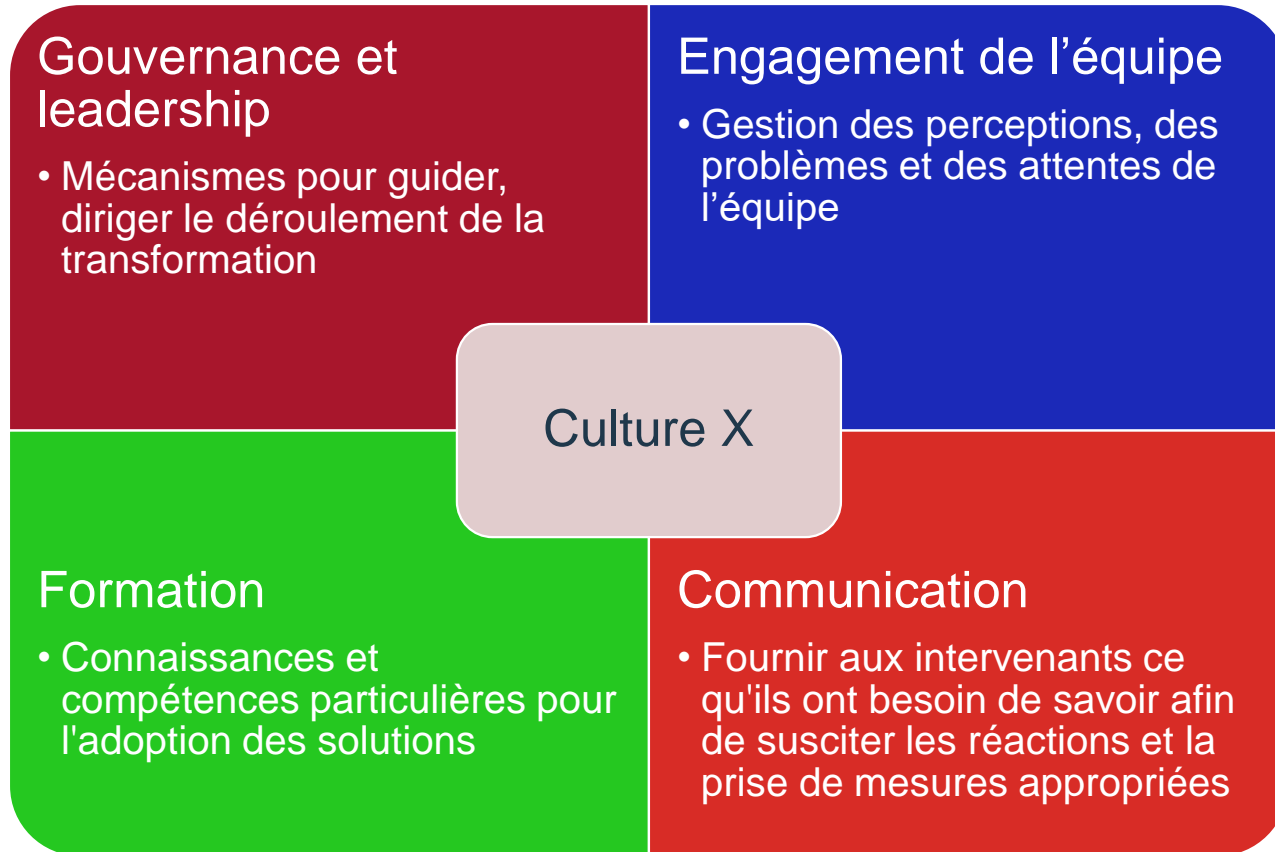 Gouvernance et
leadership
• Mécanismes pour guider,
diriger le déroulement de la
transformation
Engagement de l’équipe
• Gestion des perceptions, des
problèmes et des attentes de
l’équipe
Culture X
Formation
• Connaissances et
compétences particulières pour
l'adoption des solutions
Communication
• Fournir aux intervenants ce
qu'ils ont besoin de savoir afin
de susciter les réactions et la
prise de mesures appropriées